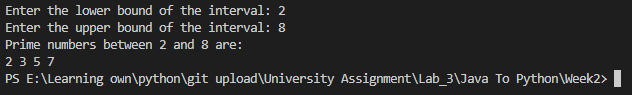 Enter the lower bound of the interval: 2
Enter the upper bound of the interval: 8
Prime numbers between 2 and 8 are:
2 3 5 7
PS E:\Learning own\python\git upload\University Assignment\Lab_3\Java To Python\Week2>